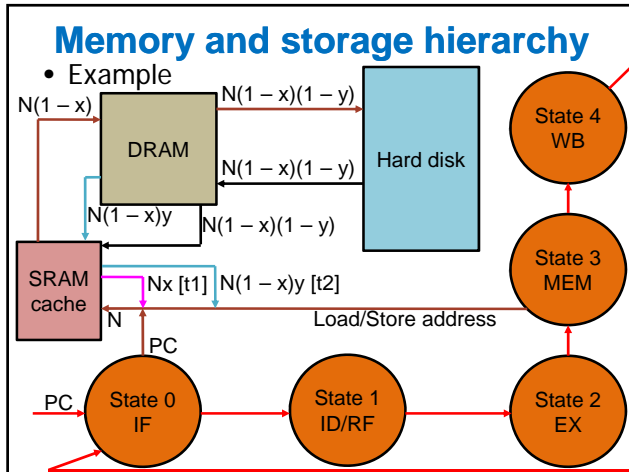 Memory and storage hierarchy
• Example
N(1 – x)
N(1 – x)(1 – y)
DRAM
Hard disk
State 4
WB
N(1 – x)(1 – y)
N(1 – x)y
N(1 – x)(1 – y)
SRAM
cache
Nx [t1]
N(1 – x)y [t2]
State 3
MEM
N
Load/Store address
PC
PC
State 0
IF
State 1
ID/RF
State 2
EX